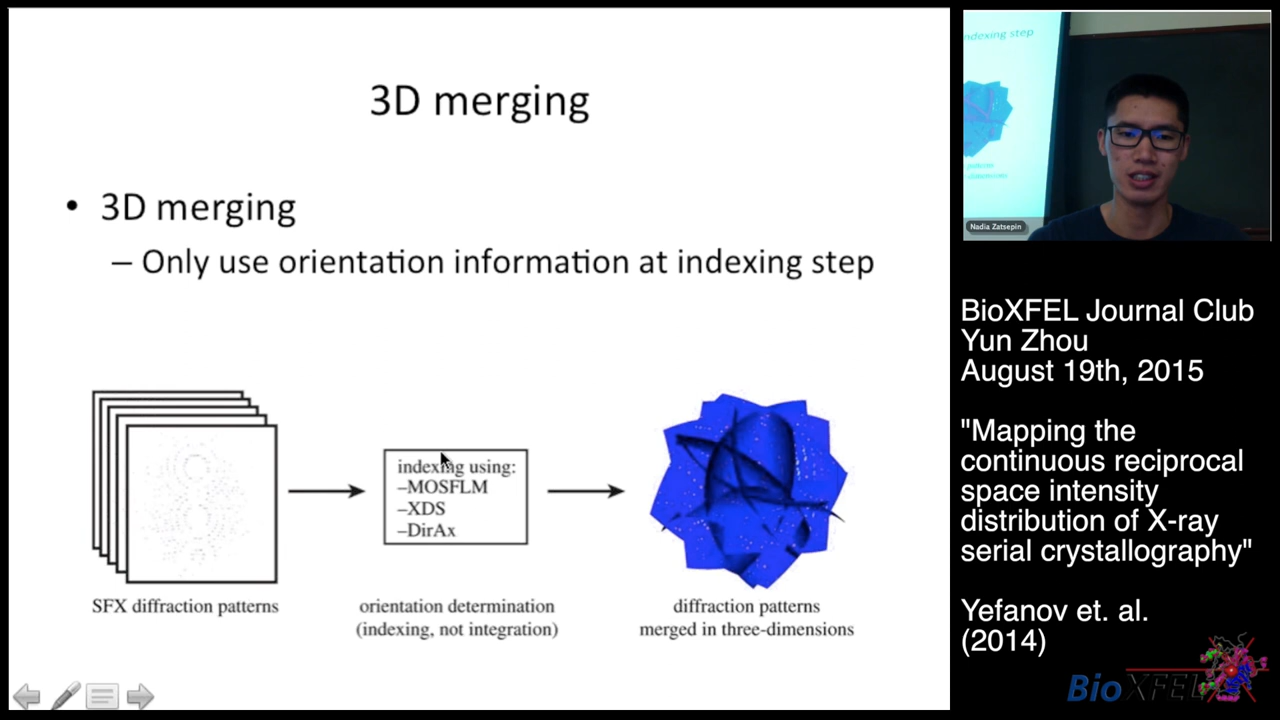 3D merging
• 3D merging
– Only use orientation information at indexing step
indexing using:
–MOSFLM
–XDS
–DirAx
SFX diffraction patterns
orientation determination
(indexing, not integration)
diffraction patterns
merged in three-dimensions
indexing step
Nadia Zatsepin
BioXFEL Journal Club
Yun Zhou
August 19th, 2015
"Mapping the
continuous reciprocal
space intensity
distribution of X-ray
serial crystallography"
Yefanov et. al.
(2014)
BioXFEL